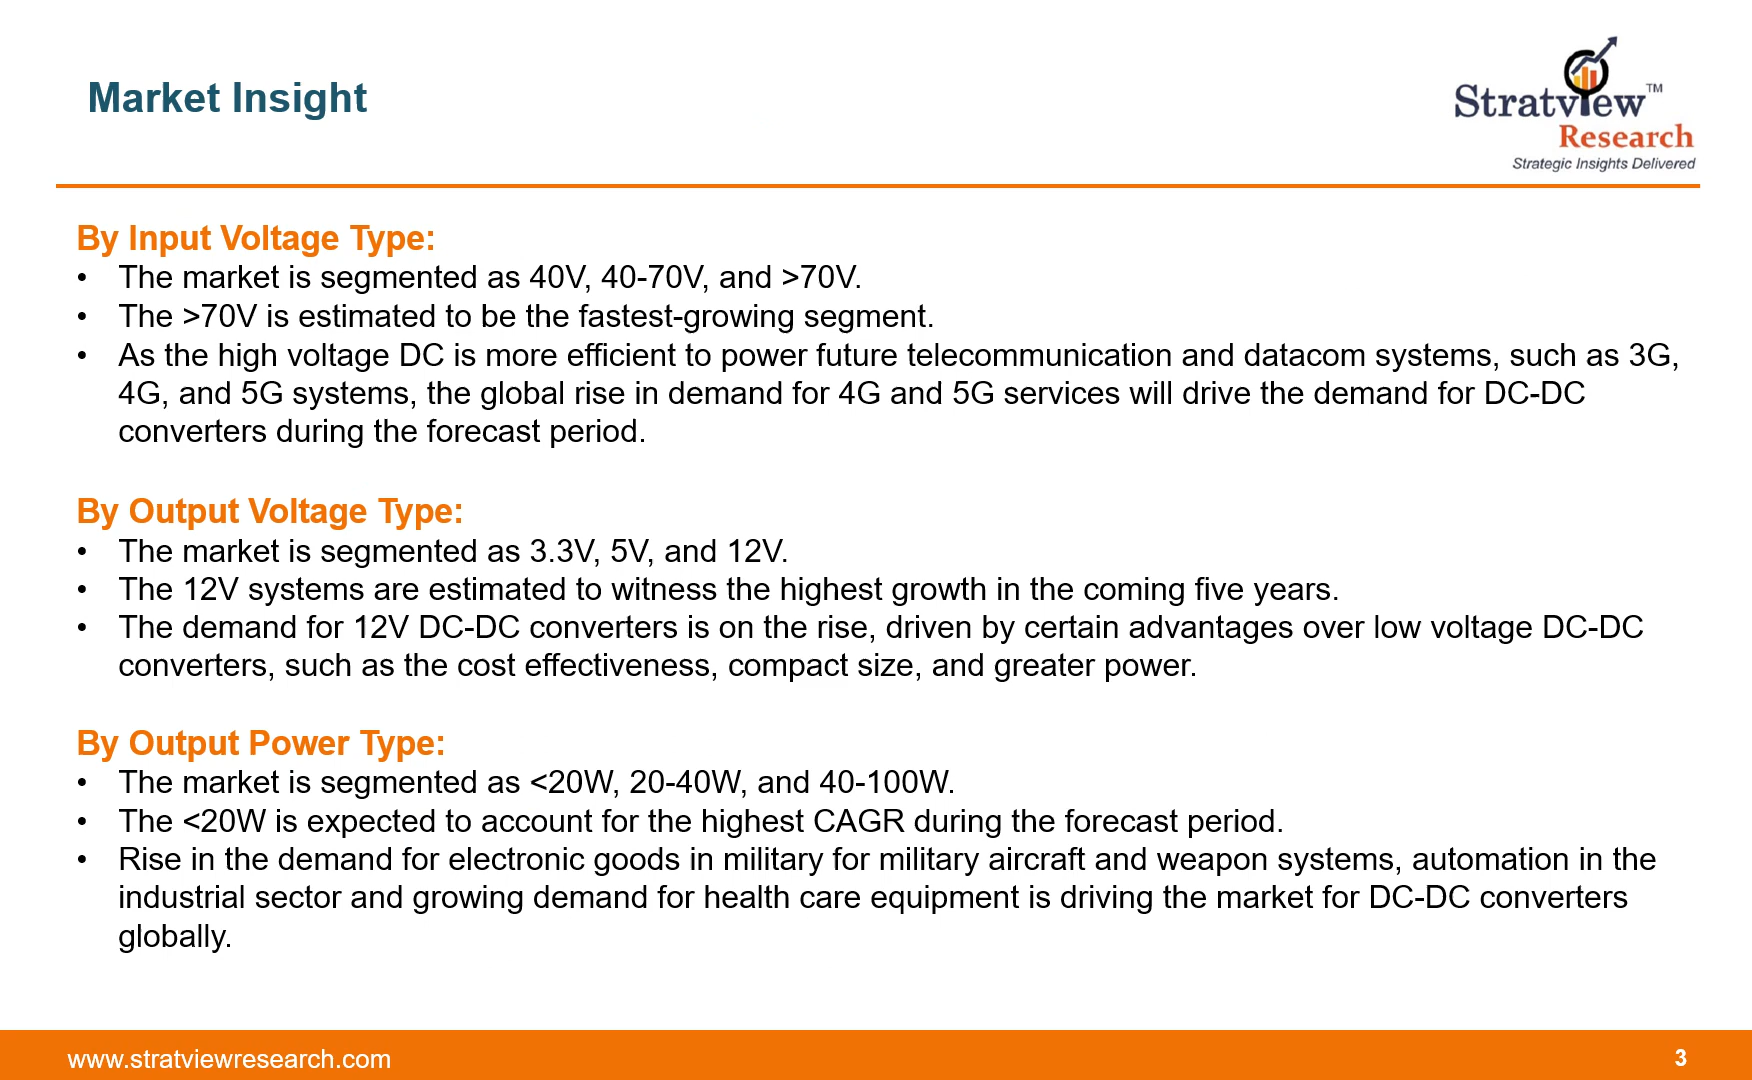 Market Insight
Stratview™
Research
Strategic Insights Delivered
By Input Voltage Type:
• The market is segmented as 40V, 40-70V, and >70V.
• The >70V is estimated to be the fastest-growing segment.
• As the high voltage DC is more efficient to power future telecommunication and datacom systems, such as 3G,
4G, and 5G systems, the global rise in demand for 4G and 5G services will drive the demand for DC-DC
converters during the forecast period.
By Output Voltage Type:
• The market is segmented as 3.3V, 5V, and 12V.
• The 12V systems are estimated to witness the highest growth in the coming five years.
• The demand for 12V DC-DC converters is on the rise, driven by certain advantages over low voltage DC-DC
converters, such as the cost effectiveness, compact size, and greater power.
By Output Power Type:
• The market is segmented as <20W, 20-40W, and 40-100W.
• The <20W is expected to account for the highest CAGR during the forecast period.
• Rise in the demand for electronic goods in military for military aircraft and weapon systems, automation in the
industrial sector and growing demand for health care equipment is driving the market for DC-DC converters
globally.
www.stratviewresearch.com
3